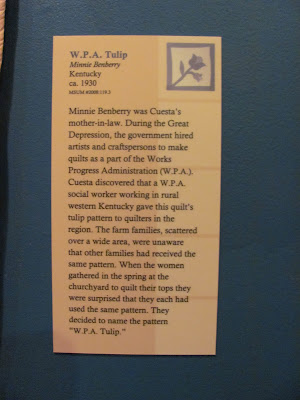 W.P.A. Tulip
Minnie Benberry
Kentucky
ca. 1930
MSUM #2008:119.3
Minnie Benberry was Cuesta's
mother-in-law. During the Great
Depression, the government hired
artists and craftspersons to make
quilts as a part of the Works
Progress Administration (W.P.A.).
Cuesta discovered that a W.P.A.
social worker working in rural
western Kentucky gave this quilt's
tulip pattern to quilters in the
region. The farm families, scattered
over a wide area, were unaware
that other families had received the
same pattern. When the women
gathered in the spring at the
churchyard to quilt their tops they
were surprised that they each had
used the same pattern. They
decided to name the pattern
"W.P.A. Tulip."